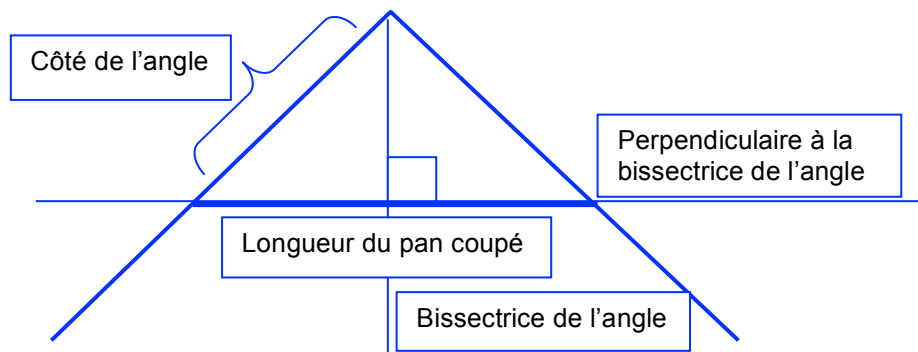 Côté de l’angle
Perpendiculaire à la
bissectrice de l’angle
Longueur du pan coupé
Bissectrice de l’angle